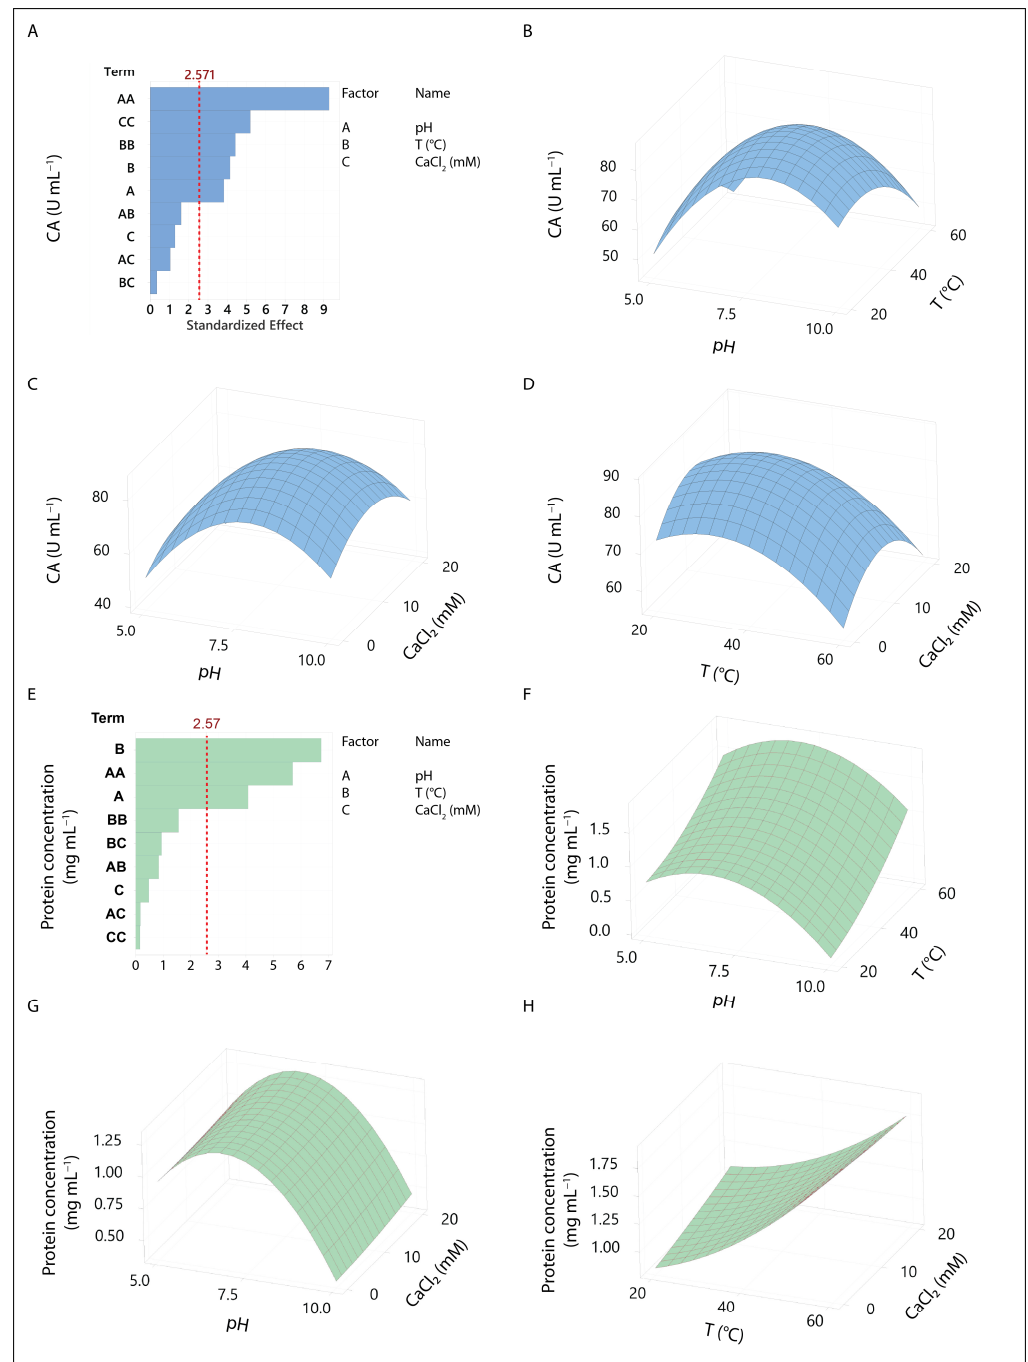 A
Term
2.571
AA
CC
BB
B
A
AB
C
AC
BC
CA (U mL⁻¹)
0 1 2 3 4 5 6 7 8 9
Standardized Effect
Factor Name
A pH
B T (°C)
C CaCl₂ (mM)
B
CA (U mL⁻¹)
80
70
60
50
5.0
7.5
10.0
pH
20
40
60
T (°C)
C
CA (U mL⁻¹)
80
60
40
5.0
7.5
10.0
pH
0
10
20
CaCl₂ (mM)
D
CA (U mL⁻¹)
90
80
70
60
20
40
60
T (°C)
0
10
20
CaCl₂ (mM)
E
Term
2.57
B
AA
A
BB
BC
AB
C
AC
CC
Protein concentration
(mg mL⁻¹)
0 1 2 3 4 5 6 7
Factor Name
A pH
B T (°C)
C CaCl₂ (mM)
F
Protein concentration
(mg mL⁻¹)
1.5
1.0
0.5
0.0
5.0
7.5
10.0
pH
20
40
60
T (°C)
G
Protein concentration
(mg mL⁻¹)
1.25
1.00
0.75
0.50
5.0
7.5
10.0
pH
0
10
20
CaCl₂ (mM)
H
Protein concentration
(mg mL⁻¹)
1.75
1.50
1.25
1.00
20
40
60
T (°C)
0
10
20
CaCl₂ (mM)